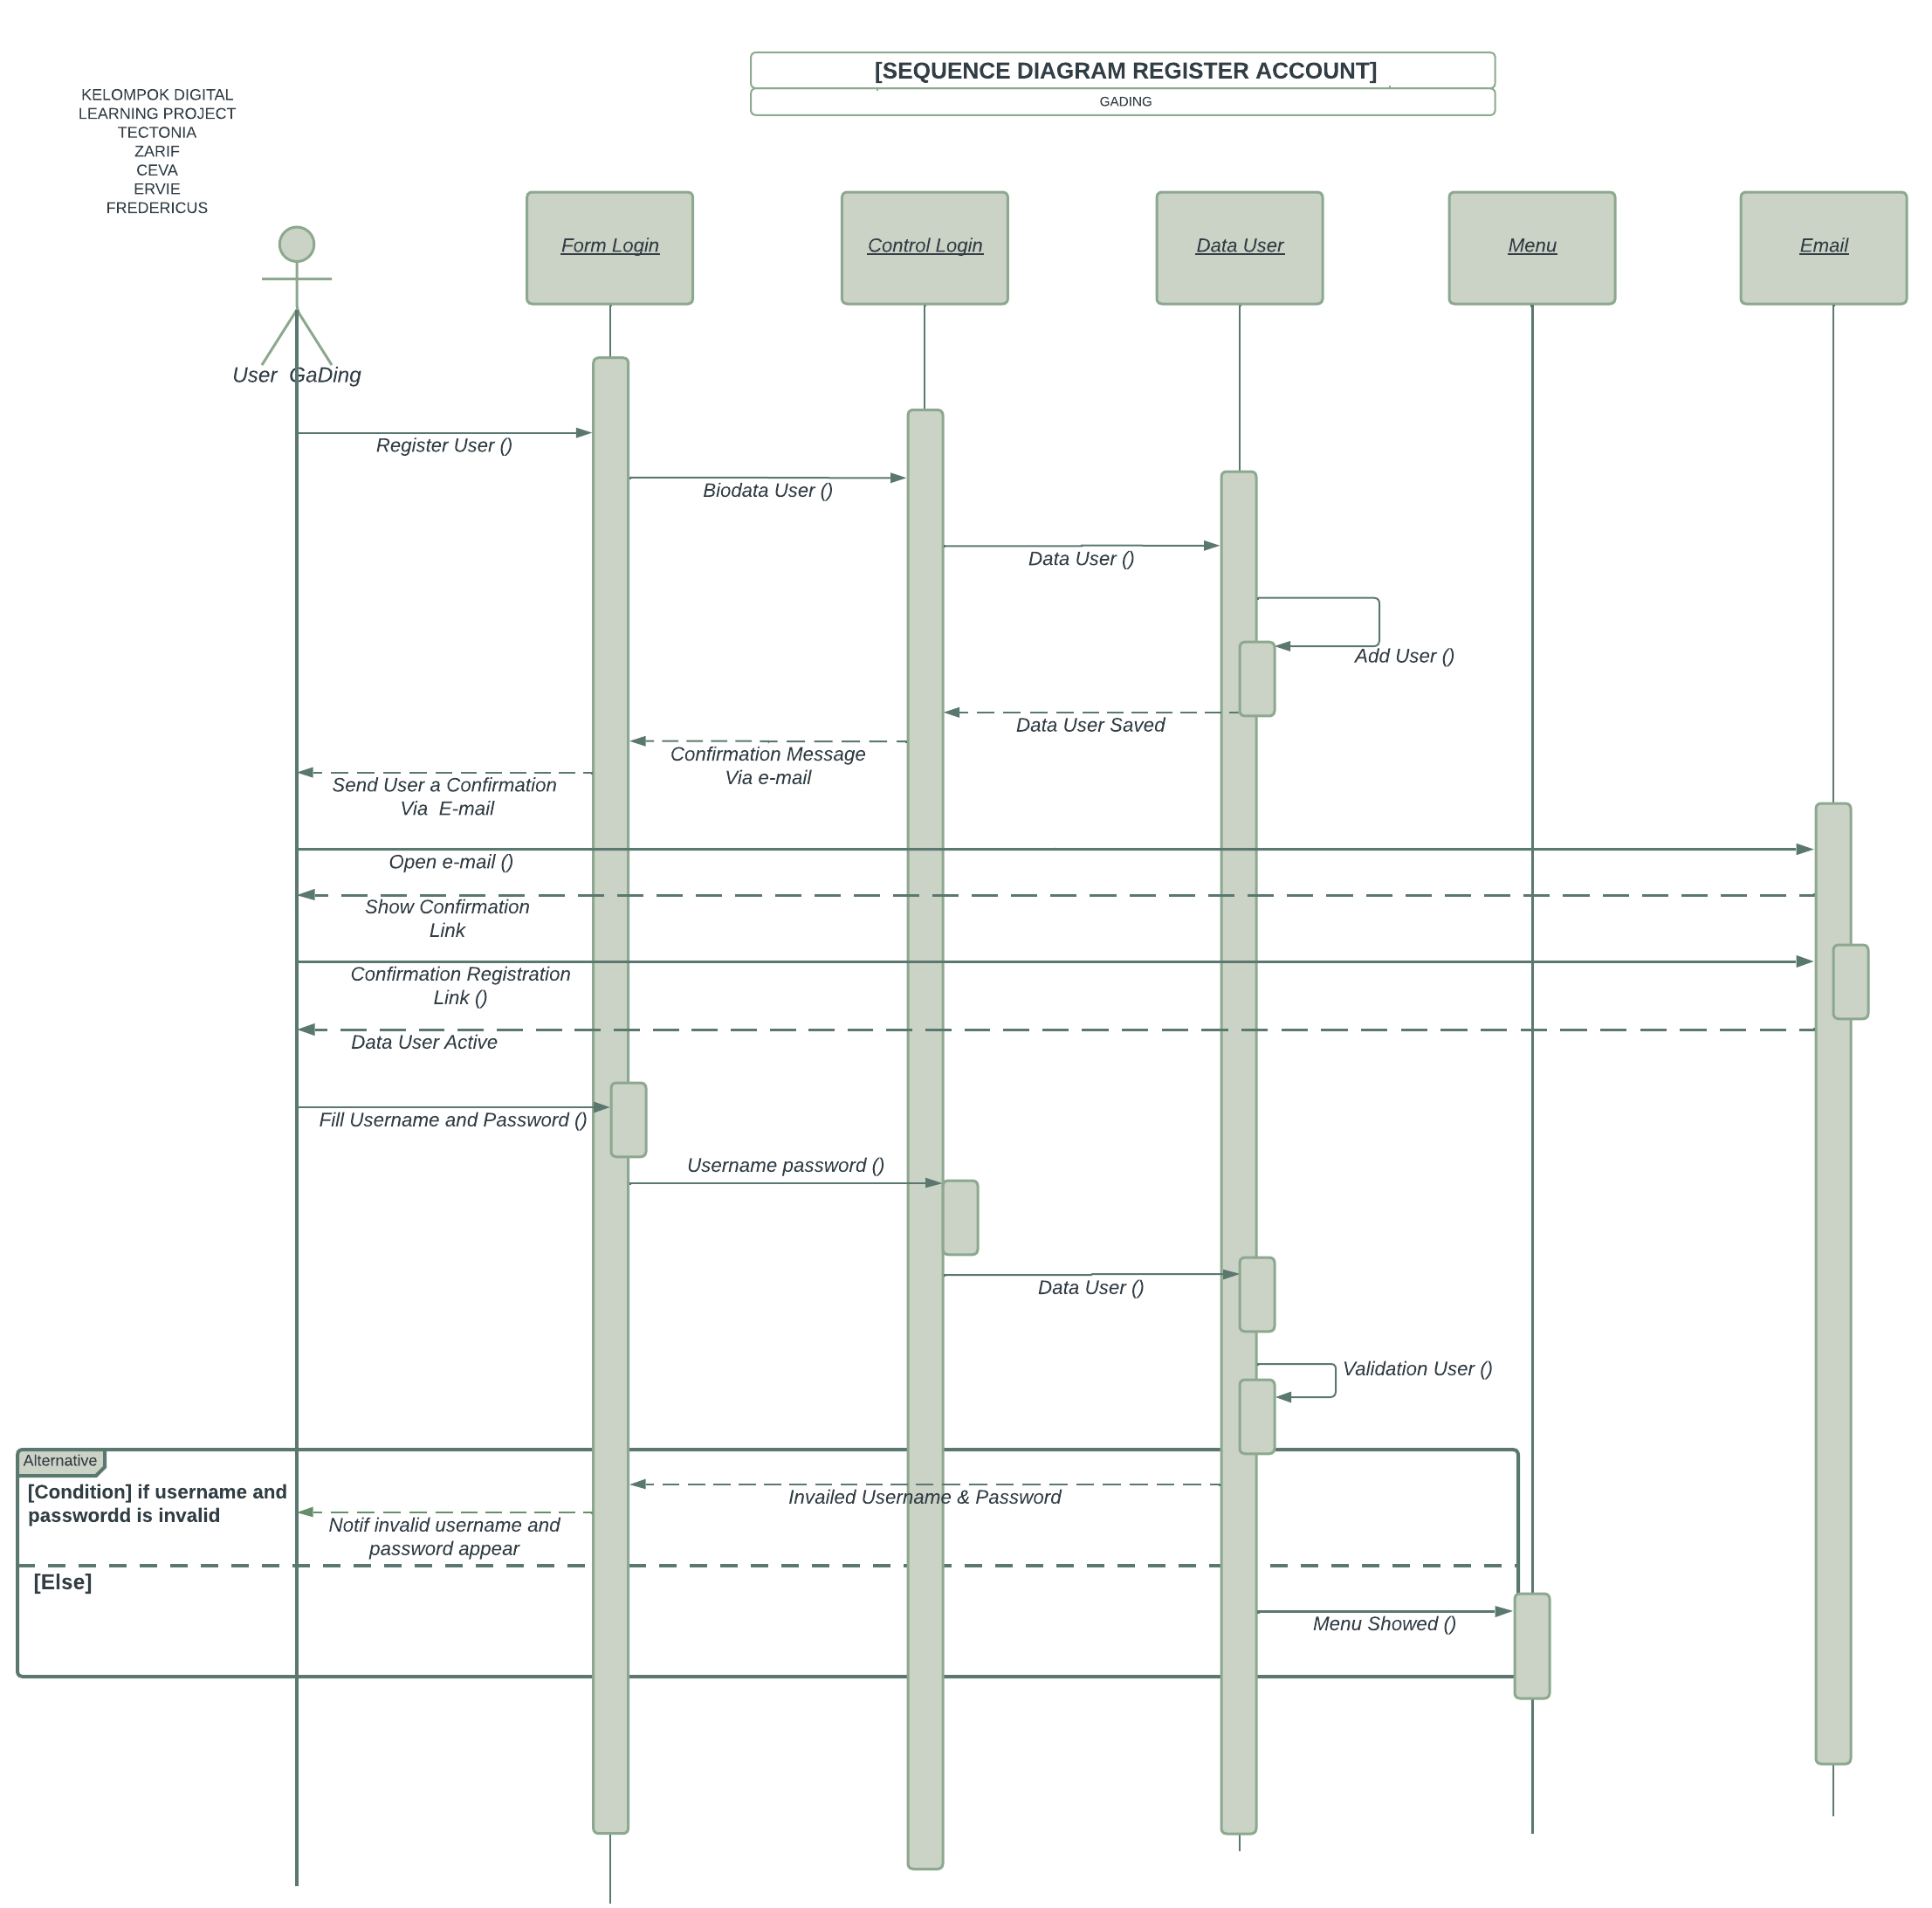 [SEQUENCE DIAGRAM REGISTER ACCOUNT]
GADING
KELOMPOK DIGITAL
LEARNING PROJECT
TECTONIA
ZARIF
CEVA
ERVIE
FREDERICUS
User  GaDing
Form Login
Control Login
Data User
Menu
Email
Register User ()
Biodata User ()
Data User ()
Add User ()
Data User Saved
Confirmation Message
Via e-mail
Send User a Confirmation
Via  E-mail
Open e-mail ()
Show Confirmation
Link
Confirmation Registration
Link ()
Data User Active
Fill Username and Password ()
Username password ()
Data User ()
Validation User ()
Alternative
[Condition] if username and
passwordd is invalid
Invailed Username & Password
Notif invalid username and
password appear
[Else]
Menu Showed ()